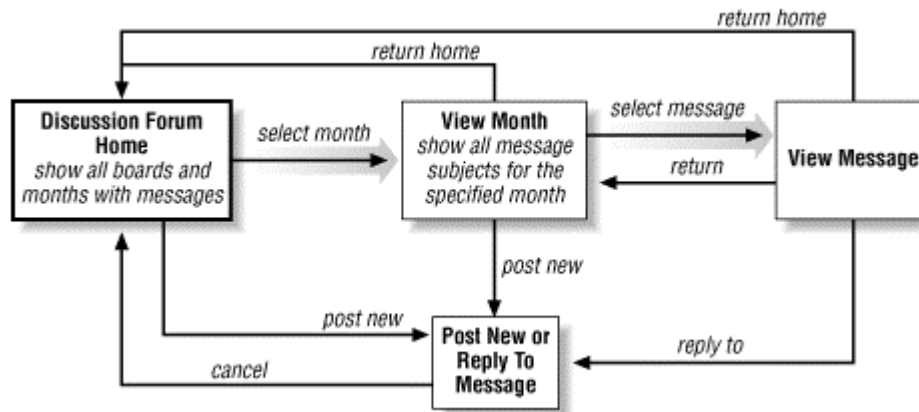 return home
return home
Discussion Forum
Home
show all boards and
months with messages
select month
View Month
show all message
subjects for the
specified month
select message
return
View Message
post new
post new
Post New or
Reply To
Message
reply to
cancel